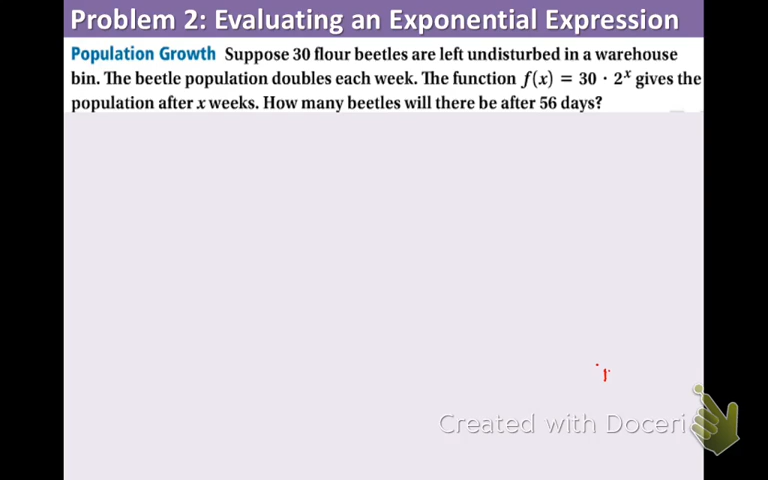 Problem 2: Evaluating an Exponential Expression
Population Growth Suppose 30 flour beetles are left undisturbed in a warehouse
bin. The beetle population doubles each week. The function f(x) = 30 · 2ˣ gives the
population after x weeks. How many beetles will there be after 56 days?
Created with Doceri